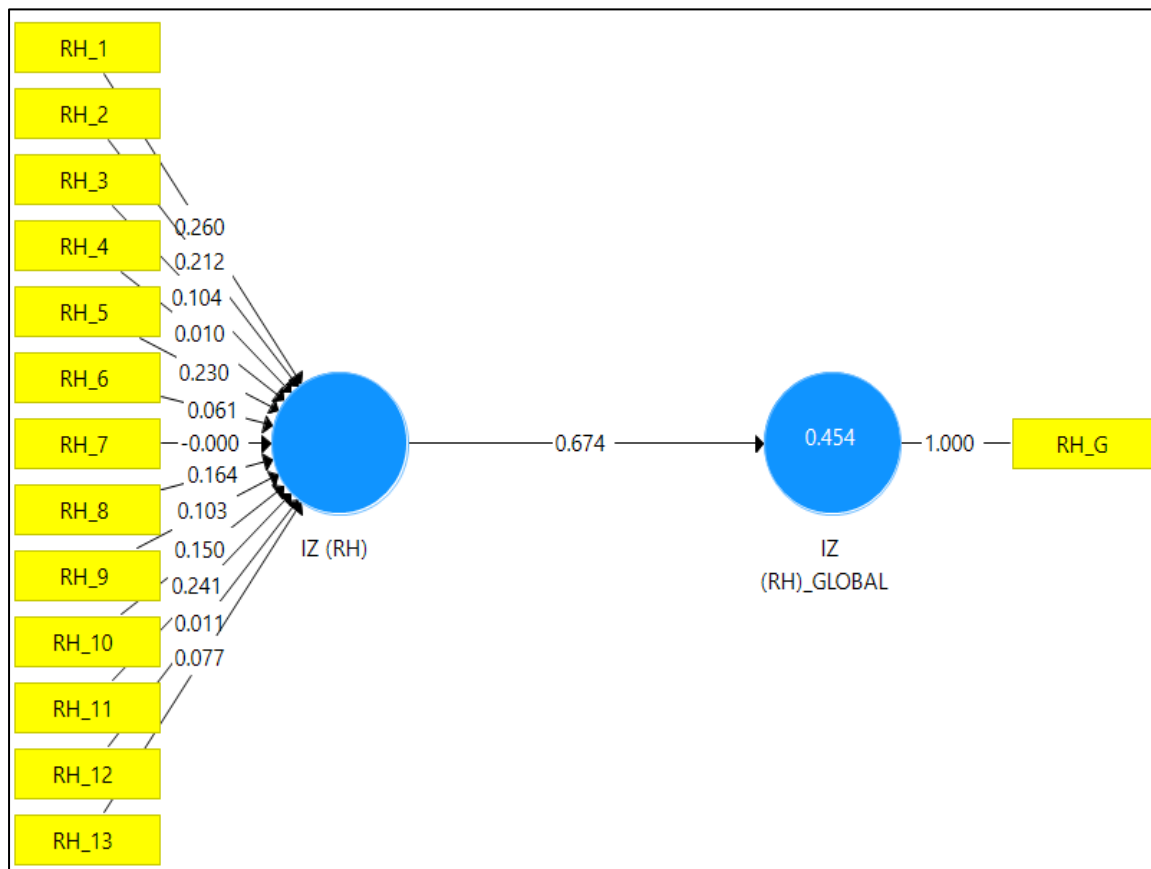 RH_1
RH_2
RH_3
RH_4
RH_5
RH_6
RH_7
RH_8
RH_9
RH_10
RH_11
RH_12
RH_13
0.260
0.212
0.104
0.010
0.230
0.061
-0.000
0.164
0.103
0.150
0.241
0.011
0.077
IZ (RH)
0.674
0.454
IZ
(RH)_GLOBAL
1.000
RH_G